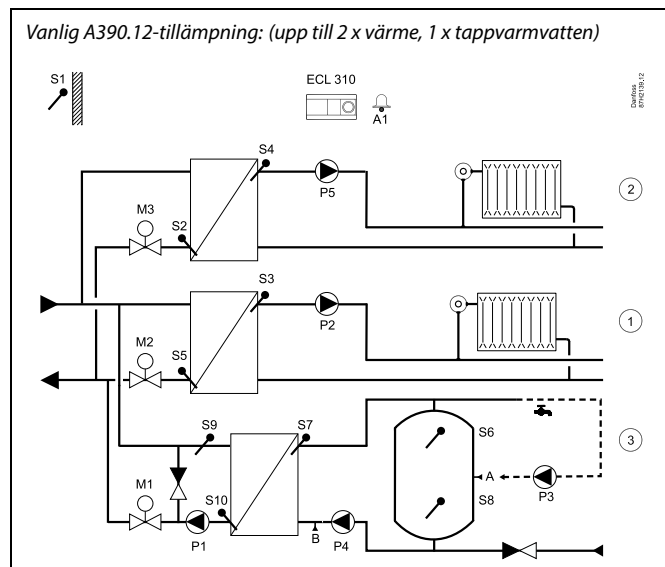 Vanlig A390.12-tillämpning: (upp till 2 x värme, 1 x tappvarmvatten)
S1
ECL 310
A1
Danfoss
87H2139.12
S4
P5
2
M3
S2
S3
P2
1
M2
S5
S9
S7
S6
3
A
P3
S8
M1
S10
P1
B
P4